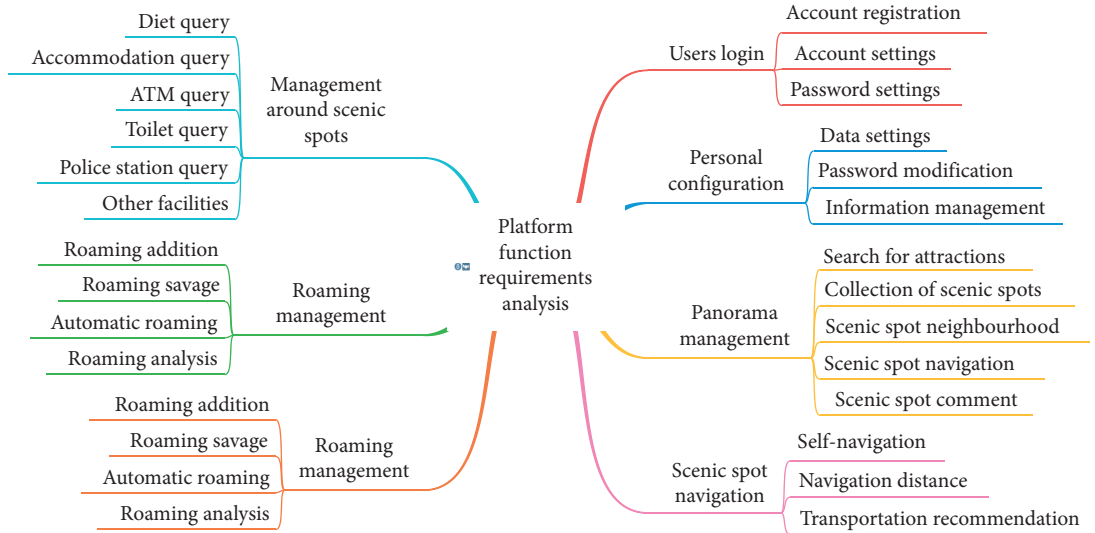 Platform
function
requirements
analysis
Users login
Account registration
Account settings
Password settings
Personal
configuration
Data settings
Password modification
Information management
Panorama
management
Search for attractions
Collection of scenic spots
Scenic spot neighbourhood
Scenic spot navigation
Scenic spot comment
Scenic spot
navigation
Self-navigation
Navigation distance
Transportation recommendation
Management
around scenic
spots
Diet query
Accommodation query
ATM query
Toilet query
Police station query
Other facilities
Roaming
management
Roaming addition
Roaming savage
Automatic roaming
Roaming analysis
Roaming
management
Roaming addition
Roaming savage
Automatic roaming
Roaming analysis